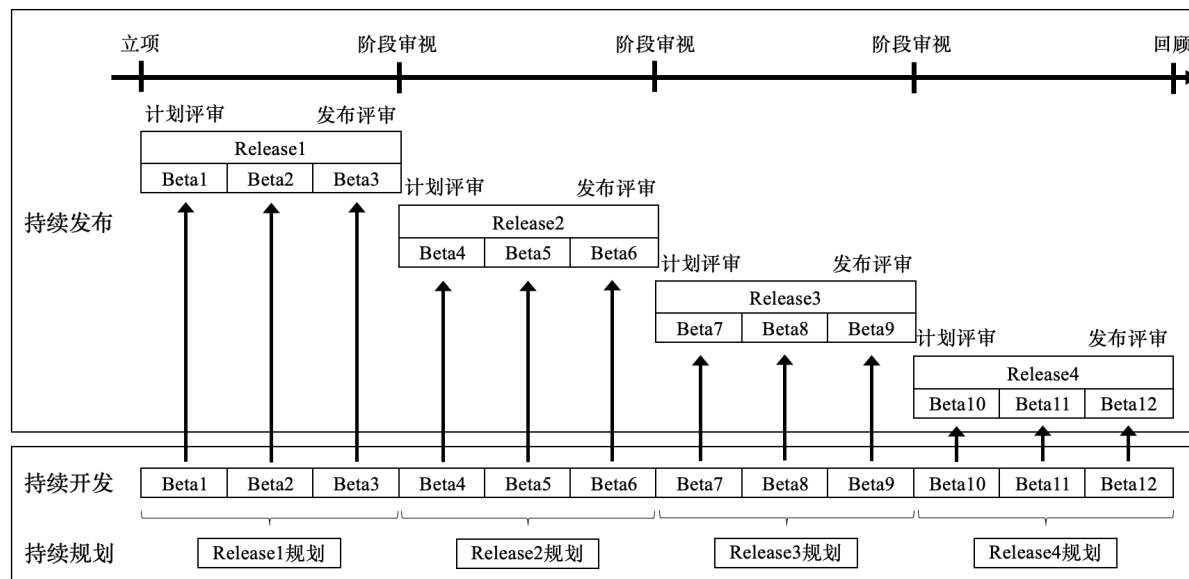 立项 阶段审视 阶段审视 阶段审视 回顾
计划评审 发布评审
Release1
Beta1 Beta2 Beta3
计划评审 发布评审
持续发布
Release2
Beta4 Beta5 Beta6
计划评审 发布评审
Release3
Beta7 Beta8 Beta9
计划评审 发布评审
Release4
Beta10 Beta11 Beta12
持续开发 Beta1 Beta2 Beta3 Beta4 Beta5 Beta6 Beta7 Beta8 Beta9 Beta10 Beta11 Beta12
持续规划 Release1规划 Release2规划 Release3规划 Release4规划